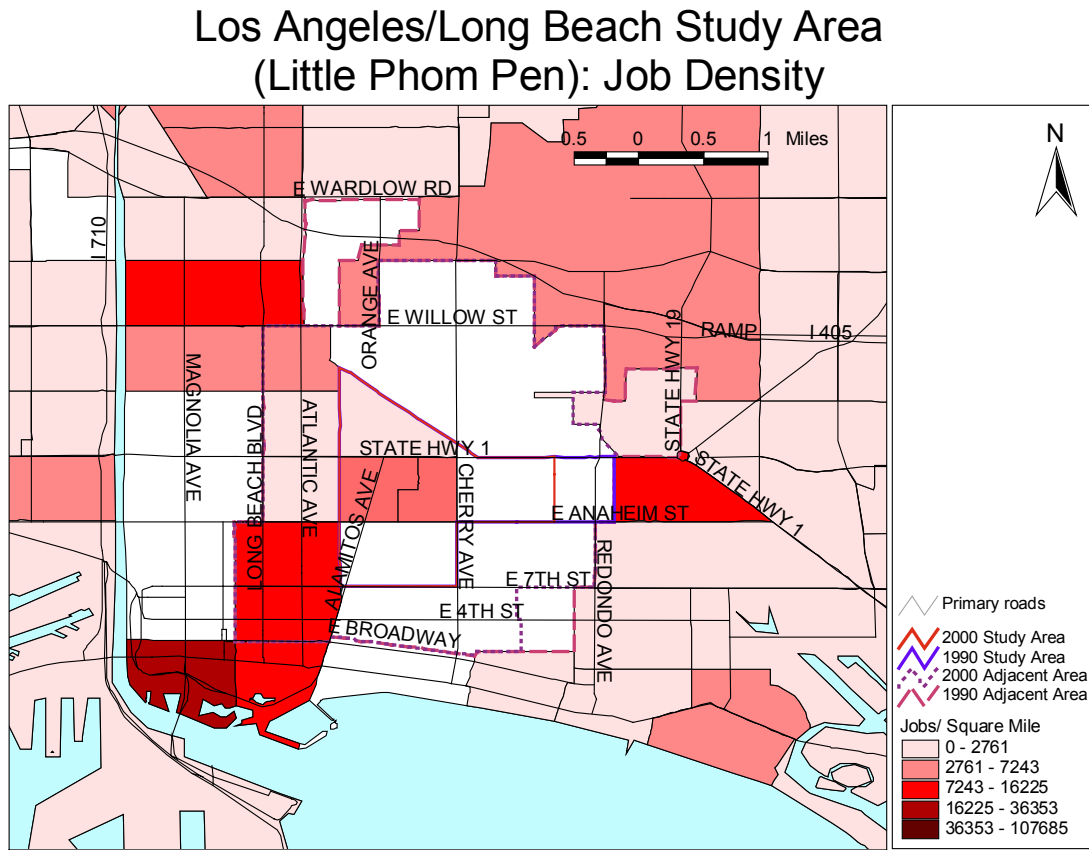 Los Angeles/Long Beach Study Area
(Little Phom Pen): Job Density
0.5 0 0.5 1 Miles
N
E WARDLOW RD
I 710
ORANGE AVE
E WILLOW ST
STATE HWY 19
RAMP
I 405
MAGNOLIA AVE
LONG BEACH BLVD
ATLANTIC AVE
STATE HWY 1
ALAMITOS AVE
CHERRY AVE
STATE HWY 1
E ANAHEIM ST
REDONDO AVE
E 7TH ST
E 4TH ST
E BROADWAY
Primary roads
2000 Study Area
1990 Study Area
2000 Adjacent Area
1990 Adjacent Area
Jobs/ Square Mile
0 - 2761
2761 - 7243
7243 - 16225
16225 - 36353
36353 - 107685